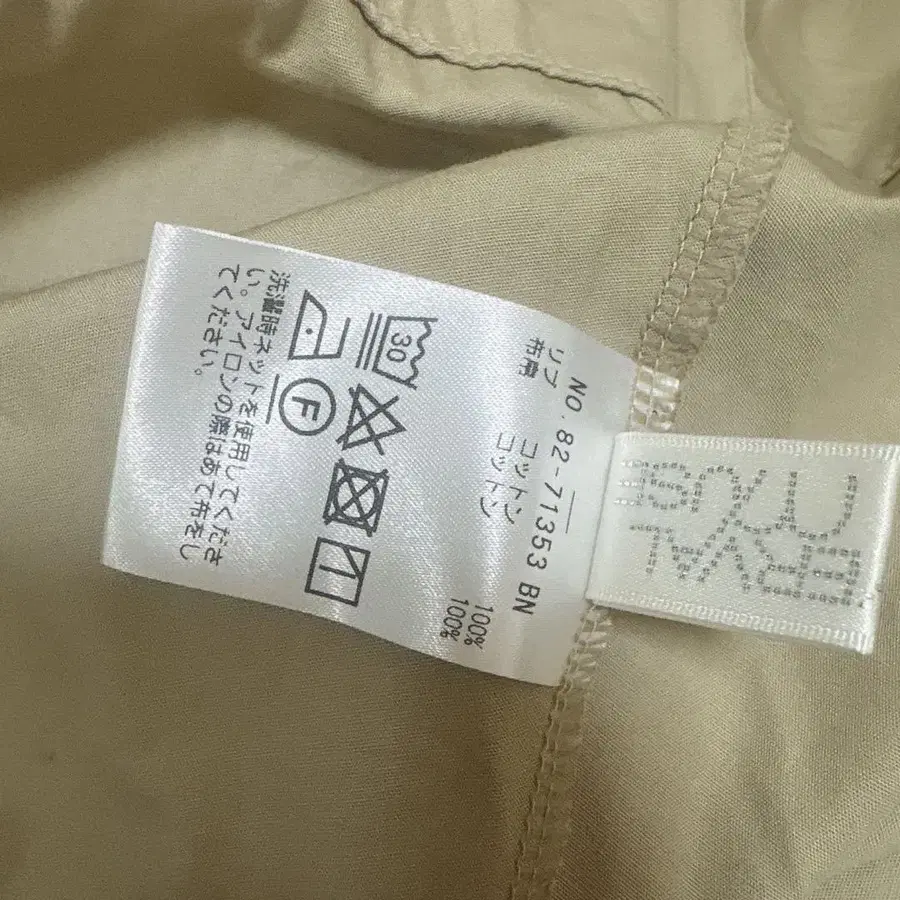 NO. 82-71353 BN
リブ コットン 100%
布帛 コットン 100%
30
F
洗濯時ネットを使用してくださ
い。アイロンの際はあて布をし
てください。